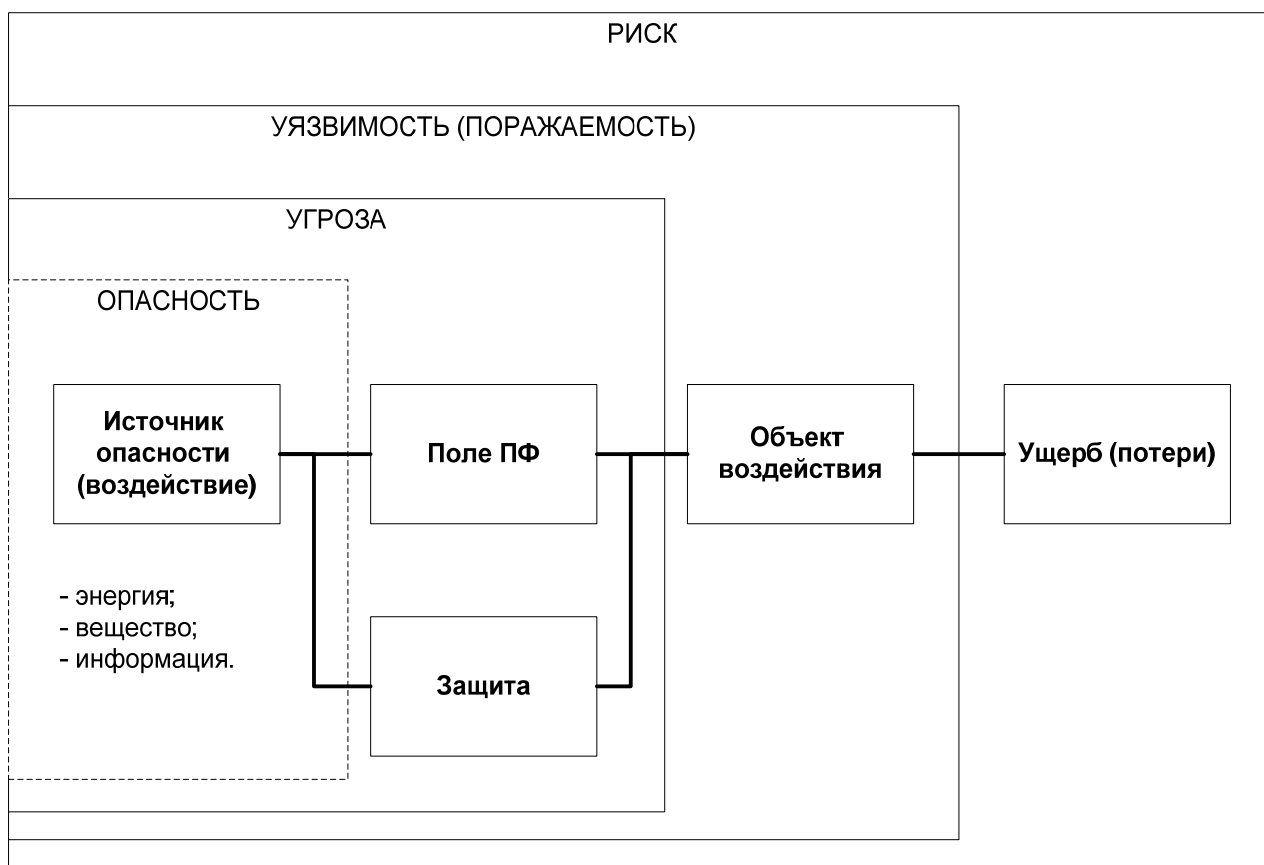 РИСК
УЯЗВИМОСТЬ (ПОРАЖАЕМОСТЬ)
УГРОЗА
ОПАСНОСТЬ
Источник
опасности
(воздействие)
Поле ПФ
Объект
воздействия
Ущерб (потери)
- энергия;
- вещество;
- информация.
Защита